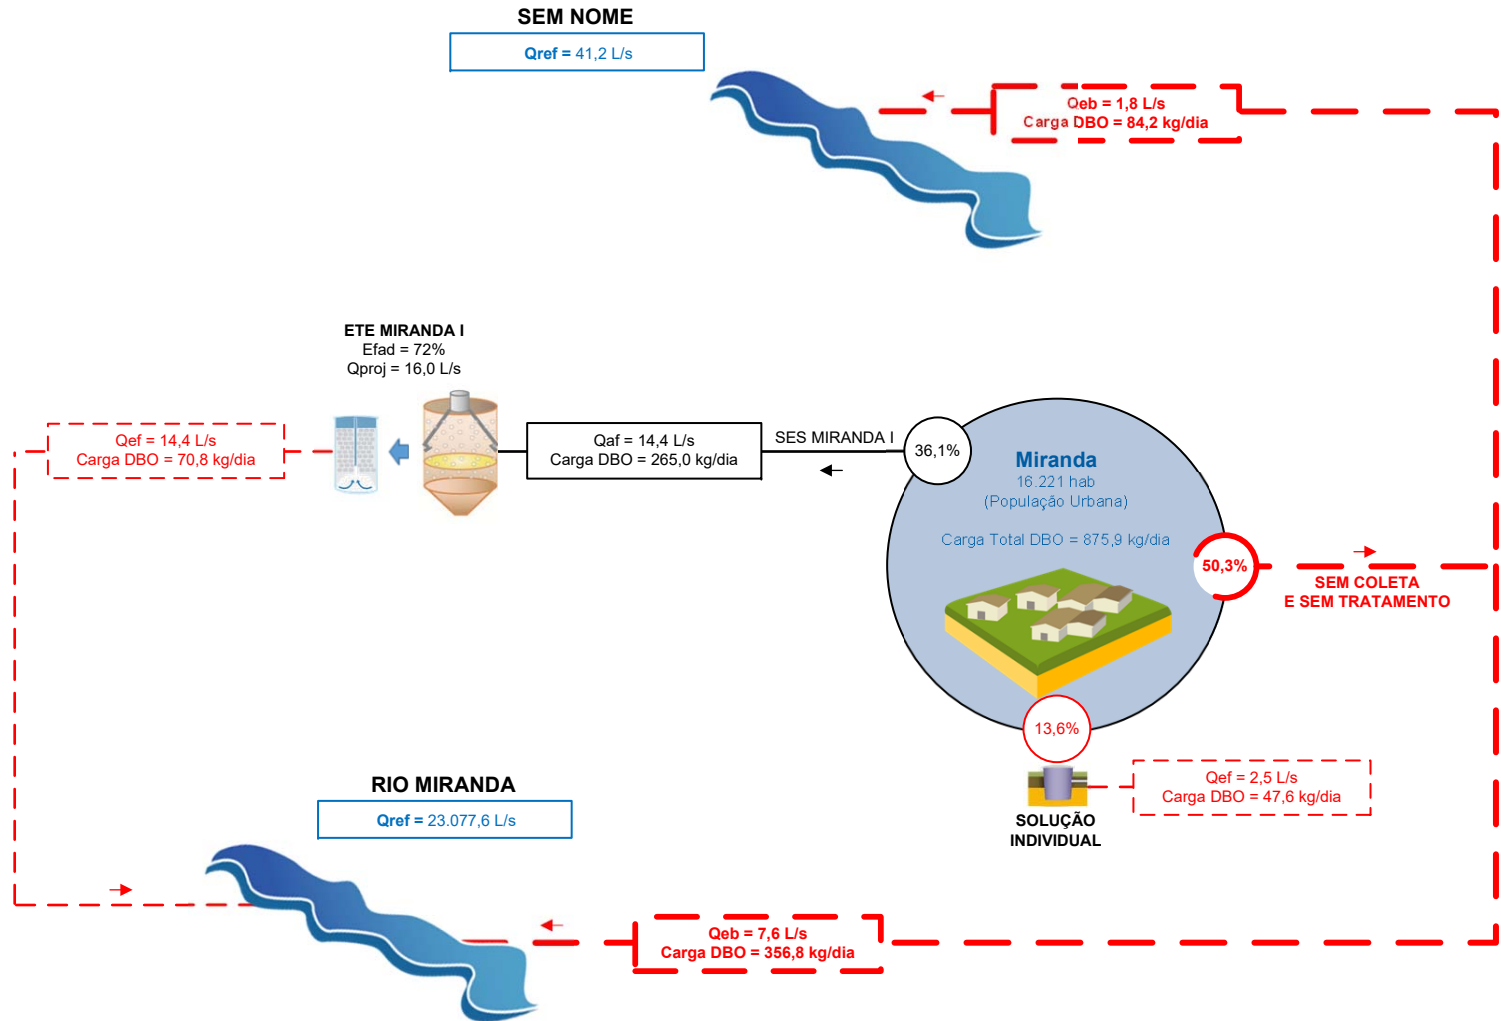 SEM NOME
Qref = 41,2 L/s
Qeb = 1,8 L/s
Carga DBO = 84,2 kg/dia
ETE MIRANDA I
Efad = 72%
Qproj = 16,0 L/s
Qef = 14,4 L/s
Carga DBO = 70,8 kg/dia
Qaf = 14,4 L/s
Carga DBO = 265,0 kg/dia
SES MIRANDA I
36,1%
Miranda
16.221 hab
(População Urbana)
Carga Total DBO = 875,9 kg/dia
50,3%
SEM COLETA
E SEM TRATAMENTO
13,6%
SOLUÇÃO
INDIVIDUAL
Qef = 2,5 L/s
Carga DBO = 47,6 kg/dia
RIO MIRANDA
Qref = 23.077,6 L/s
Qeb = 7,6 L/s
Carga DBO = 356,8 kg/dia